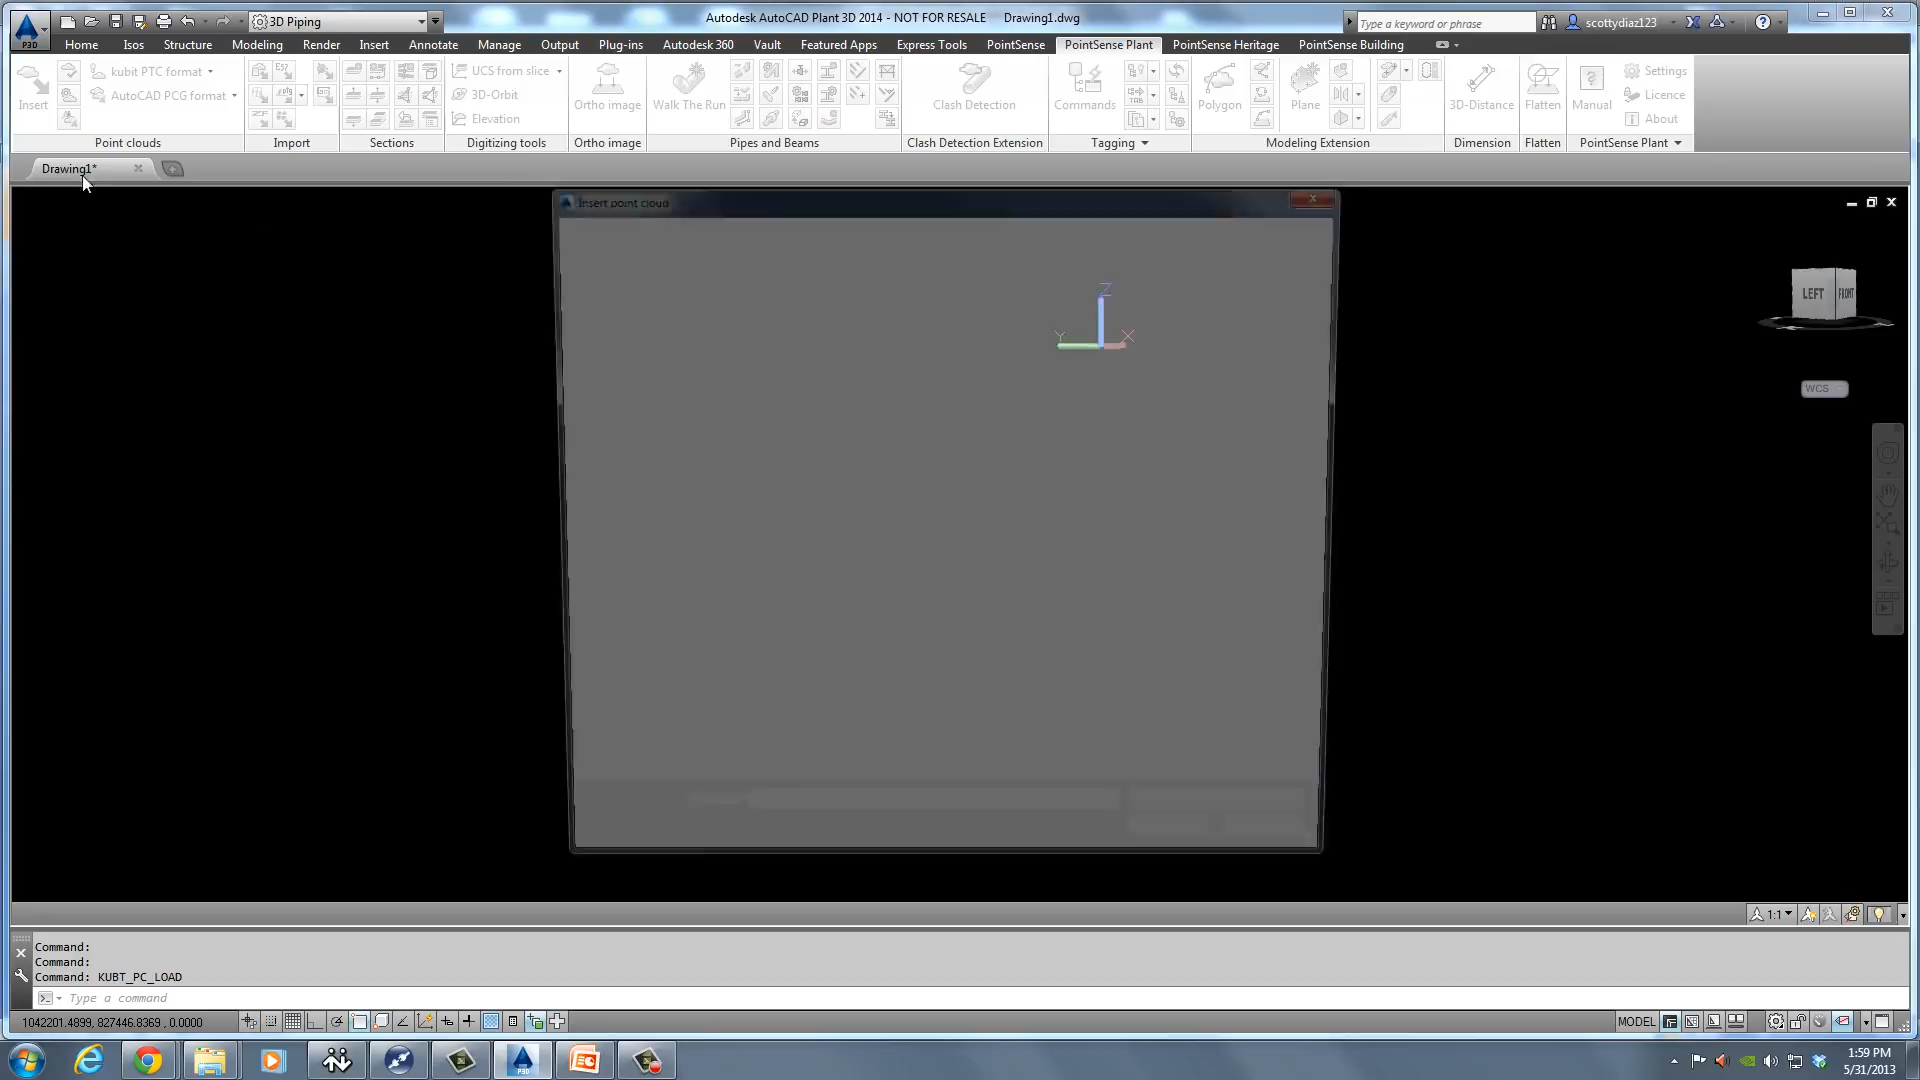 3D Piping
Autodesk AutoCAD Plant 3D 2014 - NOT FOR RESALE Drawing1.dwg
Type a keyword or phrase
scottydiaz123
P3D
Home Isos Structure Modeling Render Insert Annotate Manage Output Plug-ins Autodesk 360 Vault Featured Apps Express Tools PointSense PointSense Plant PointSense Heritage PointSense Building
kubit PTC format
AutoCAD PCG format
Insert
UCS from slice
3D-Orbit
Elevation
Ortho image
Walk The Run
Clash Detection
Commands
Polygon
Plane
3D-Distance
Flatten
Manual
Settings
Licence
About
Point clouds Import Sections Digitizing tools Ortho image Pipes and Beams Clash Detection Extension Tagging Modeling Extension Dimension Flatten PointSense Plant
Drawing1*
Insert point cloud
Z
Y
X
LEFT FRONT
WCS
1:1
Command:
Command:
Command: KUBT_PC_LOAD
Type a command
1042201.4899, 827446.8369 , 0.0000
MODEL
P3D
1:59 PM
5/31/2013